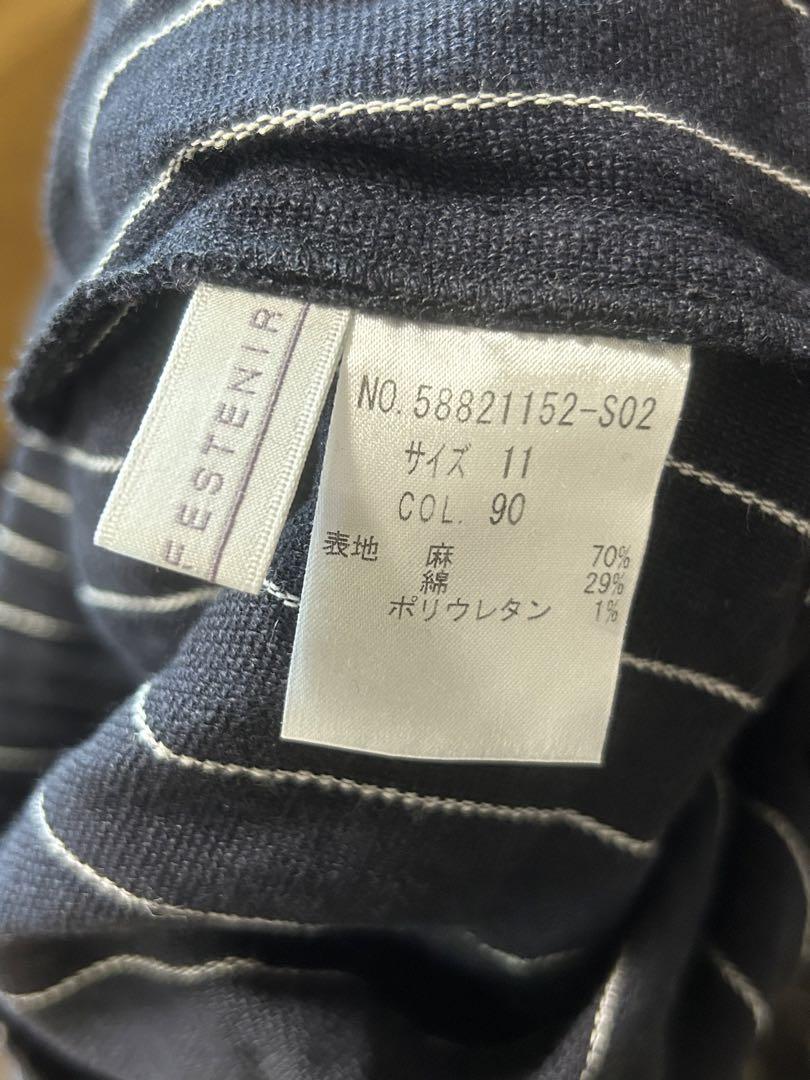 FESTENIR
NO.58821152-S02
サイズ 11
COL. 90
表地 麻 70%
綿 29%
ポリウレタン 1%